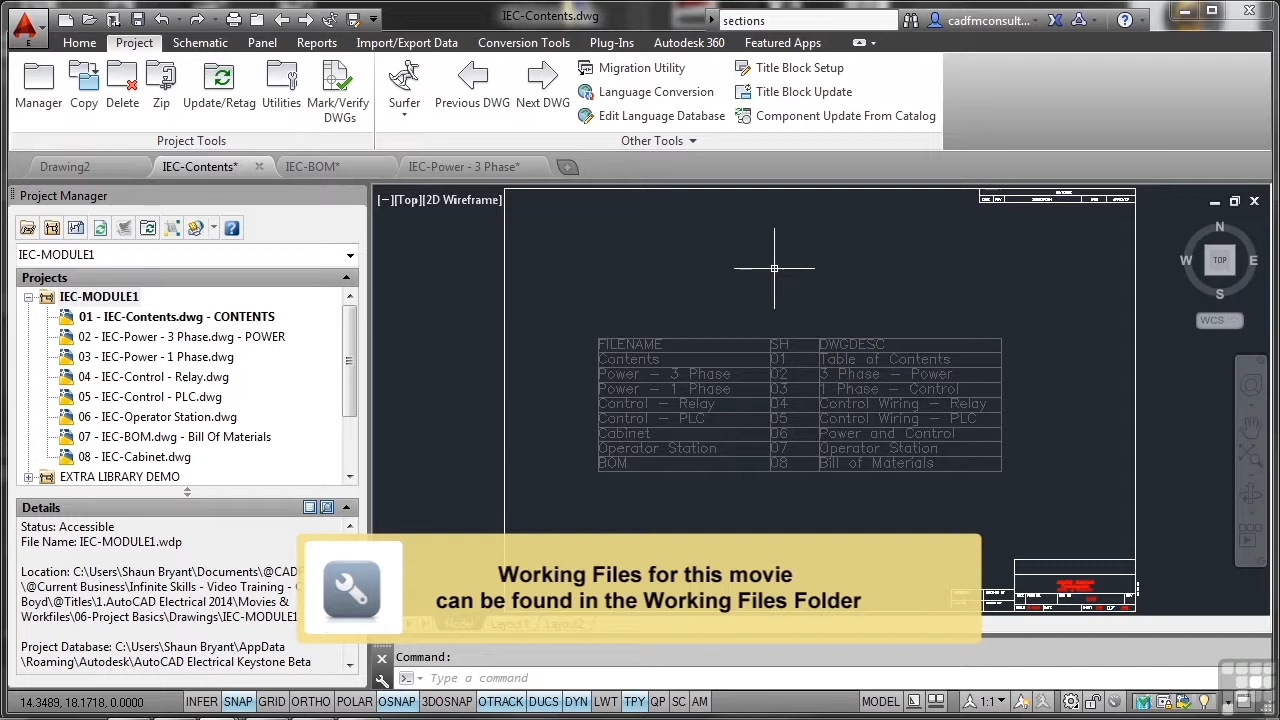 IEC-Contents.dwg
sections
cadfmconsult...
Home Project Schematic Panel Reports Import/Export Data Conversion Tools Plug-Ins Autodesk 360 Featured Apps
Manager Copy Delete Zip Update/Retag Utilities Mark/Verify DWGs
Surfer Previous DWG Next DWG
Migration Utility Title Block Setup
Language Conversion Title Block Update
Edit Language Database Component Update From Catalog
Project Tools Other Tools
Drawing2 IEC-Contents* IEC-BOM* IEC-Power - 3 Phase*
Project Manager
[−][Top][2D Wireframe]
IEC-MODULE1
Projects
IEC-MODULE1
01 - IEC-Contents.dwg - CONTENTS
02 - IEC-Power - 3 Phase.dwg - POWER
03 - IEC-Power - 1 Phase.dwg
04 - IEC-Control - Relay.dwg
05 - IEC-Control - PLC.dwg
06 - IEC-Operator Station.dwg
07 - IEC-BOM.dwg - Bill Of Materials
08 - IEC-Cabinet.dwg
EXTRA LIBRARY DEMO
N
W TOP E
S
WCS
FILENAME SH DWGDESC
Contents 01 Table of Contents
Power - 3 Phase 02 3 Phase - Power
Power - 1 Phase 03 1 Phase - Control
Control - Relay 04 Control Wiring - Relay
Control - PLC 05 Control Wiring - PLC
Cabinet 06 Power and Control
Operator Station 07 Operator Station
BOM 08 Bill of Materials
Details
Status: Accessible
File Name: IEC-MODULE1.wdp
Location: C:\Users\Shaun Bryant\Documents\@CADF
\@Current Business\Infinite Skills - Video Training -
Boyd\@Titles\1.AutoCAD Electrical 2014\Movies &
Workfiles\06-Project Basics\Drawings\IEC-MODULE1
Project Database: C:\Users\Shaun Bryant\AppData
\Roaming\Autodesk\AutoCAD Electrical Keystone Beta
Working Files for this movie
can be found in the Working Files Folder
Model Layout1 Layout2
Command:
Type a command
14.3489, 18.1718, 0.0000 INFER SNAP GRID ORTHO POLAR OSNAP 3DOSNAP OTRACK DUCS DYN LWT TPY QP SC AM MODEL 1:1